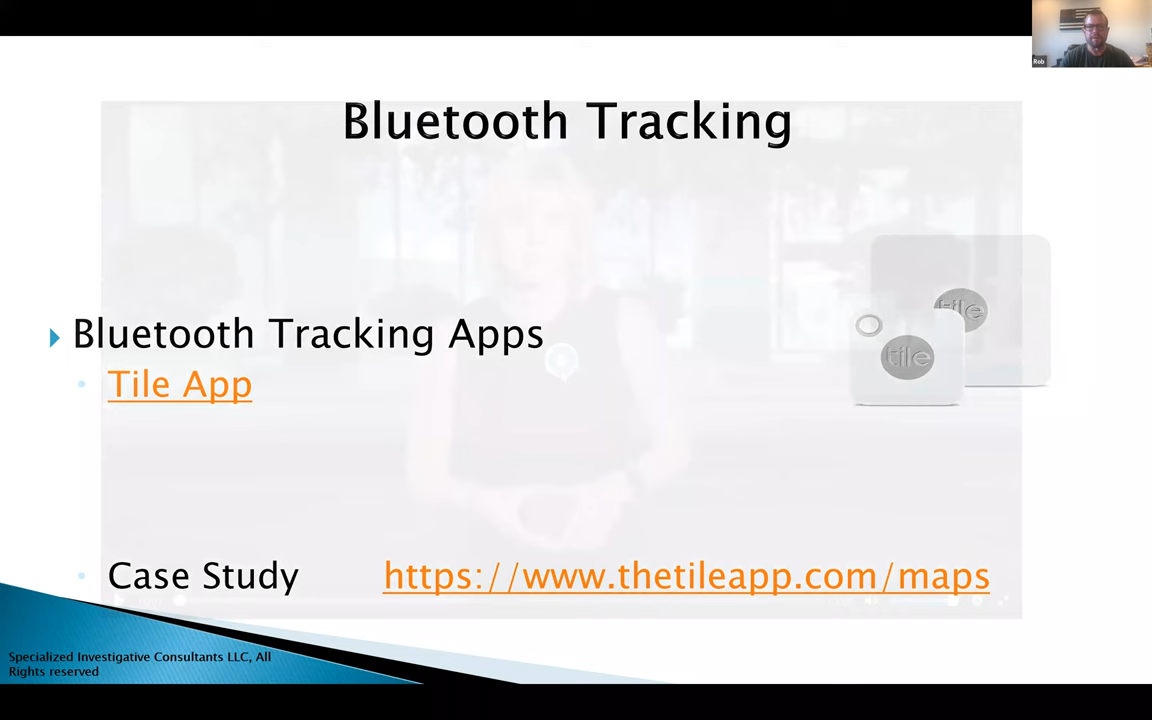 Rob
Bluetooth Tracking
Bluetooth Tracking Apps
tile
tile
Tile App
Case Study https://www.thetileapp.com/maps
Specialized Investigative Consultants LLC, All
Rights reserved